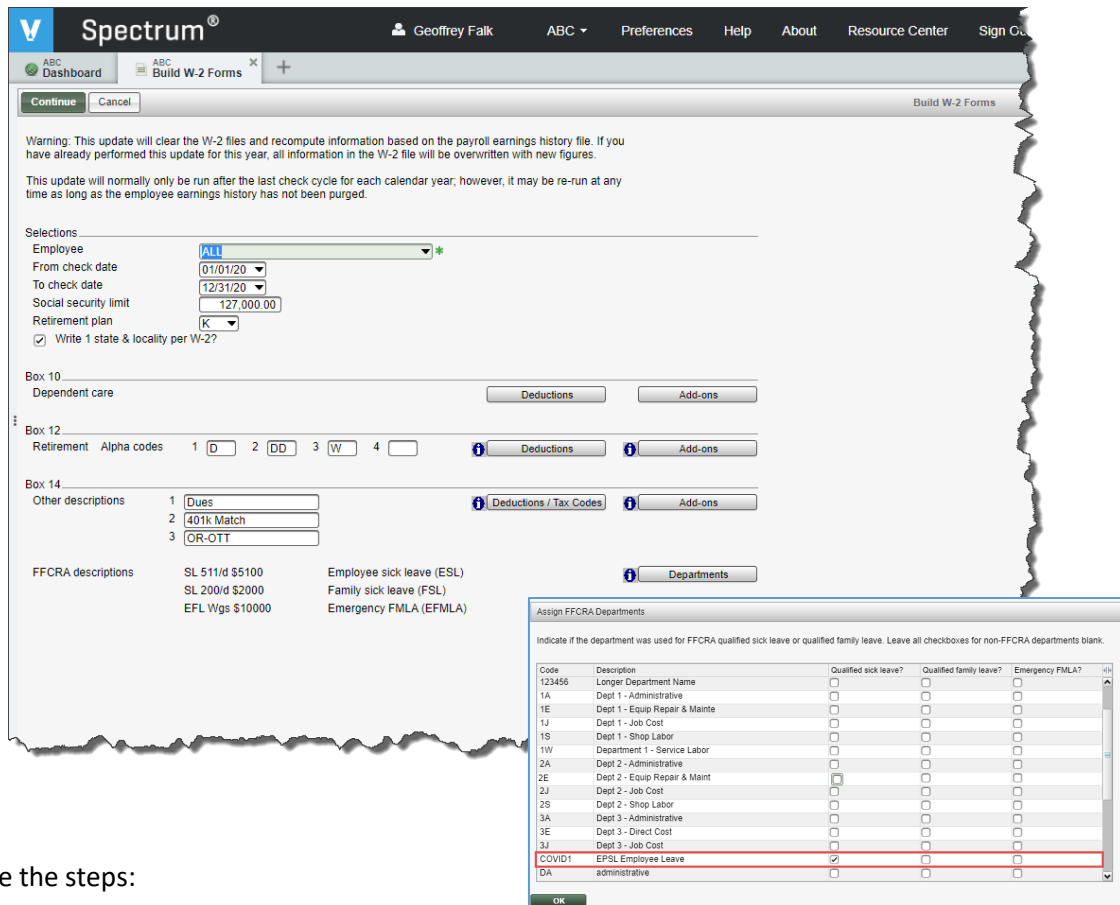 V Spectrum®
Geoffrey Falk ABC Preferences Help About Resource Center Sign
ABC
Dashboard
ABC
Build W-2 Forms × +
Continue Cancel Build W-2 Forms
Warning: This update will clear the W-2 files and recompute information based on the payroll earnings history file. If you
have already performed this update for this year, all information in the W-2 file will be overwritten with new figures.
This update will normally only be run after the last check cycle for each calendar year; however, it may be re-run at any
time as long as the employee earnings history has not been purged.
Selections
Employee ALL *
From check date 01/01/20
To check date 12/31/20
Social security limit 127,000.00
Retirement plan K
Write 1 state & locality per W-2?
Box 10
Dependent care Deductions Add-ons
Box 12
Retirement Alpha codes 1 D 2 DD 3 W 4 Deductions Add-ons
Box 14
Other descriptions 1 Dues Deductions / Tax Codes Add-ons
2 401k Match
3 OR-OTT
FFCRA descriptions SL 511/d $5100 Employee sick leave (ESL) Departments
SL 200/d $2000 Family sick leave (FSL)
EFL Wgs $10000 Emergency FMLA (EFMLA)
Assign FFCRA Departments
Indicate if the department was used for FFCRA qualified sick leave or qualified family leave. Leave all checkboxes for non-FFCRA departments blank.
Code Description Qualified sick leave? Qualified family leave? Emergency FMLA?
123456 Longer Department Name
1A Dept 1 - Administrative
1E Dept 1 - Equip Repair & Mainte
1J Dept 1 - Job Cost
1S Dept 1 - Shop Labor
1W Department 1 - Service Labor
2A Dept 2 - Administrative
2E Dept 2 - Equip Repair & Maint
2J Dept 2 - Job Cost
2S Dept 2 - Shop Labor
3A Dept 3 - Administrative
3E Dept 3 - Direct Cost
3J Dept 3 - Job Cost
COVID1 EPSL Employee Leave
DA administrative
OK
e the steps: